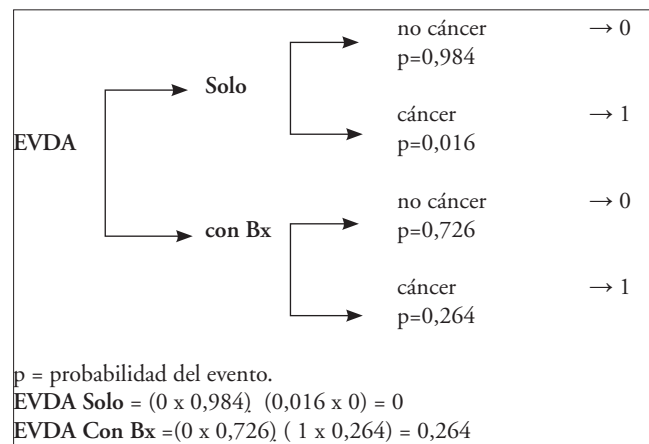 no cáncer → 0
p=0,984
Solo
cáncer → 1
p=0,016
EVDA
no cáncer → 0
p=0,726
con Bx
cáncer → 1
p=0,264
p = probabilidad del evento.
EVDA Solo = (0 x 0,984) (0,016 x 0) = 0
EVDA Con Bx =(0 x 0,726) ( 1 x 0,264) = 0,264